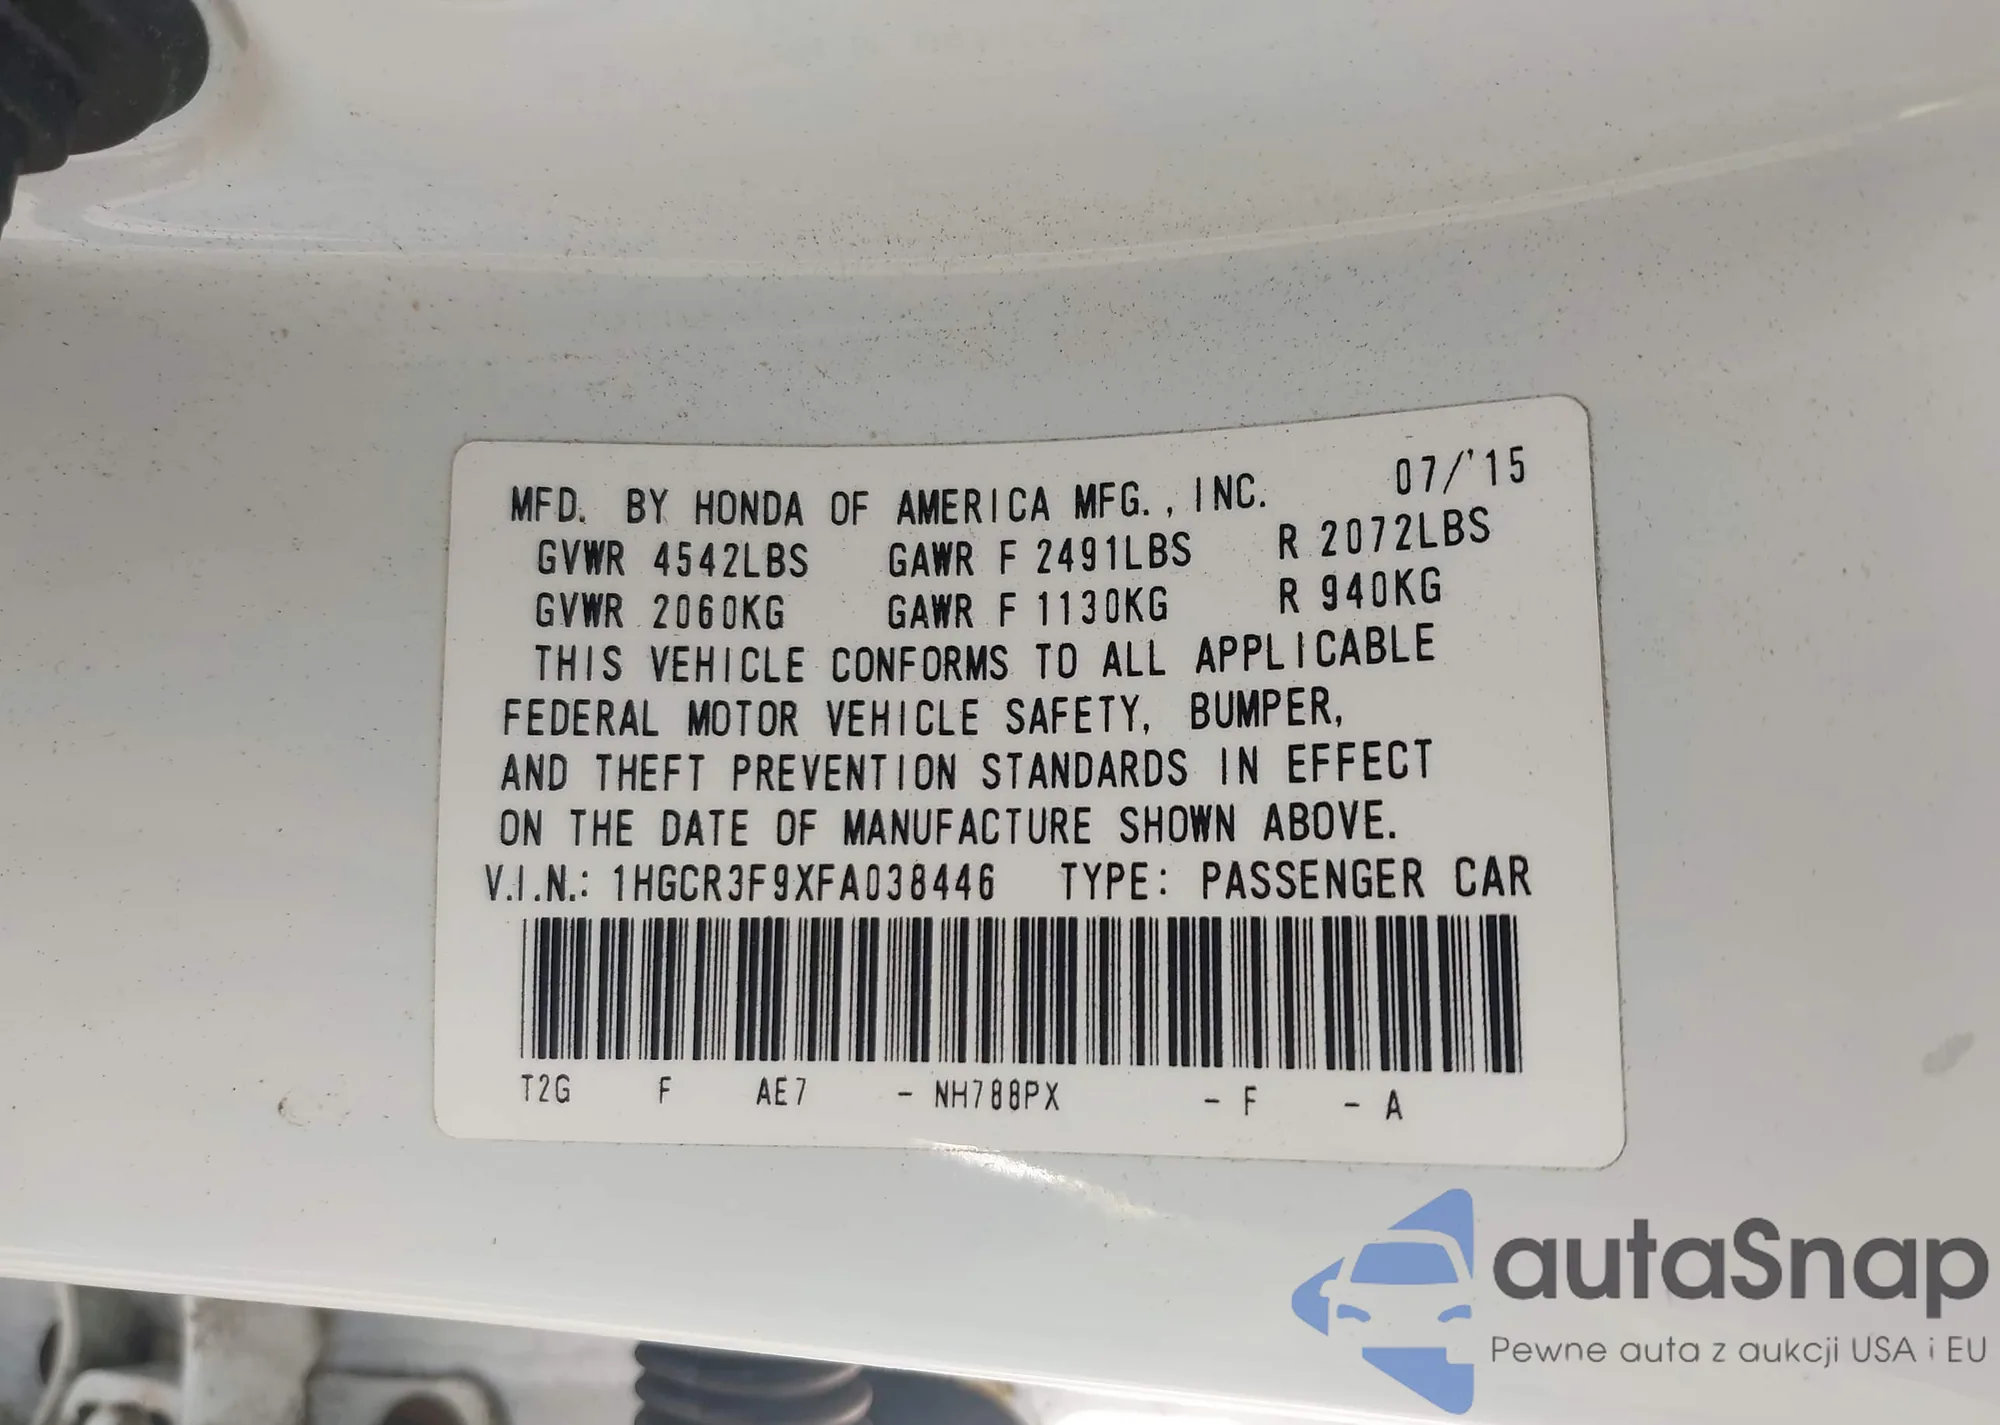 MFD. BY HONDA OF AMERICA MFG., INC. 07/'15
GVWR 4542LBS GAWR F 2491LBS R 2072LBS
GVWR 2060KG GAWR F 1130KG R 940KG
THIS VEHICLE CONFORMS TO ALL APPLICABLE
FEDERAL MOTOR VEHICLE SAFETY, BUMPER,
AND THEFT PREVENTION STANDARDS IN EFFECT
ON THE DATE OF MANUFACTURE SHOWN ABOVE.
V.I.N.: 1HGCR3F9XFA038446 TYPE: PASSENGER CAR
T2G F AE7 - NH788PX - F - A
autaSnap
Pewne auta z aukcji USA i EU